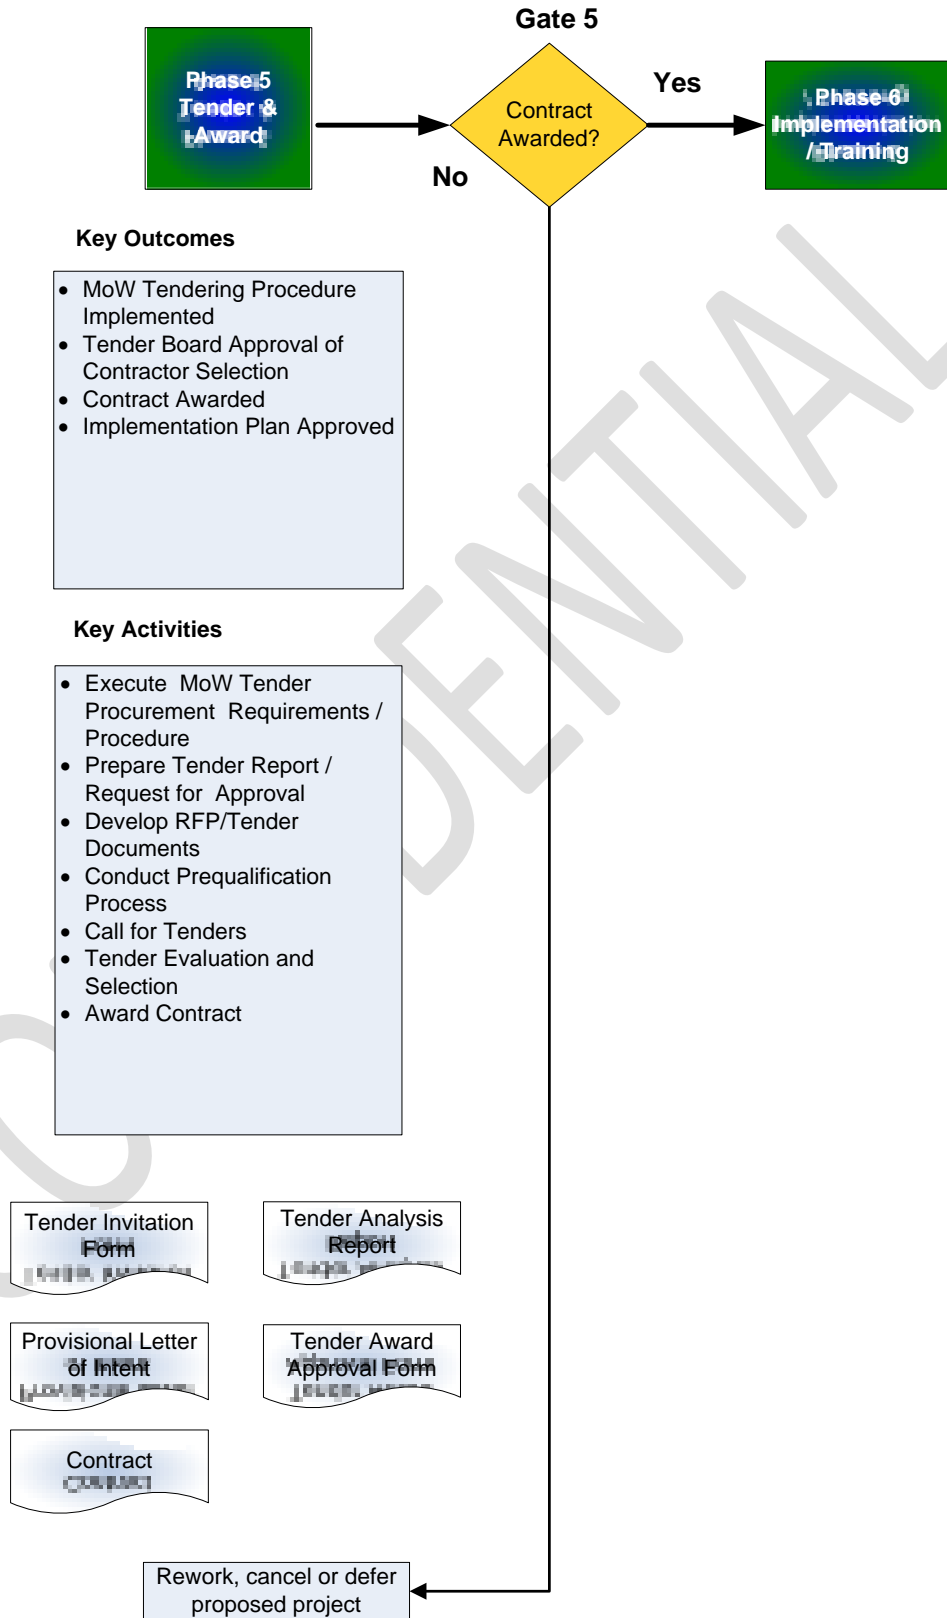 Gate 5
Phase 5
Tender &
Award
Contract
Awarded?
Yes
No
Phase 6
Implementation
/ Training
Key Outcomes
• MoW Tendering Procedure
Implemented
• Tender Board Approval of
Contractor Selection
• Contract Awarded
• Implementation Plan Approved
Key Activities
• Execute MoW Tender
Procurement Requirements /
Procedure
• Prepare Tender Report /
Request for Approval
• Develop RFP/Tender
Documents
• Conduct Prequalification
Process
• Call for Tenders
• Tender Evaluation and
Selection
• Award Contract
Tender Invitation
Form
Tender Analysis
Report
Provisional Letter
of Intent
Tender Award
Approval Form
Contract
Rework, cancel or defer
proposed project
CONFIDENTIAL